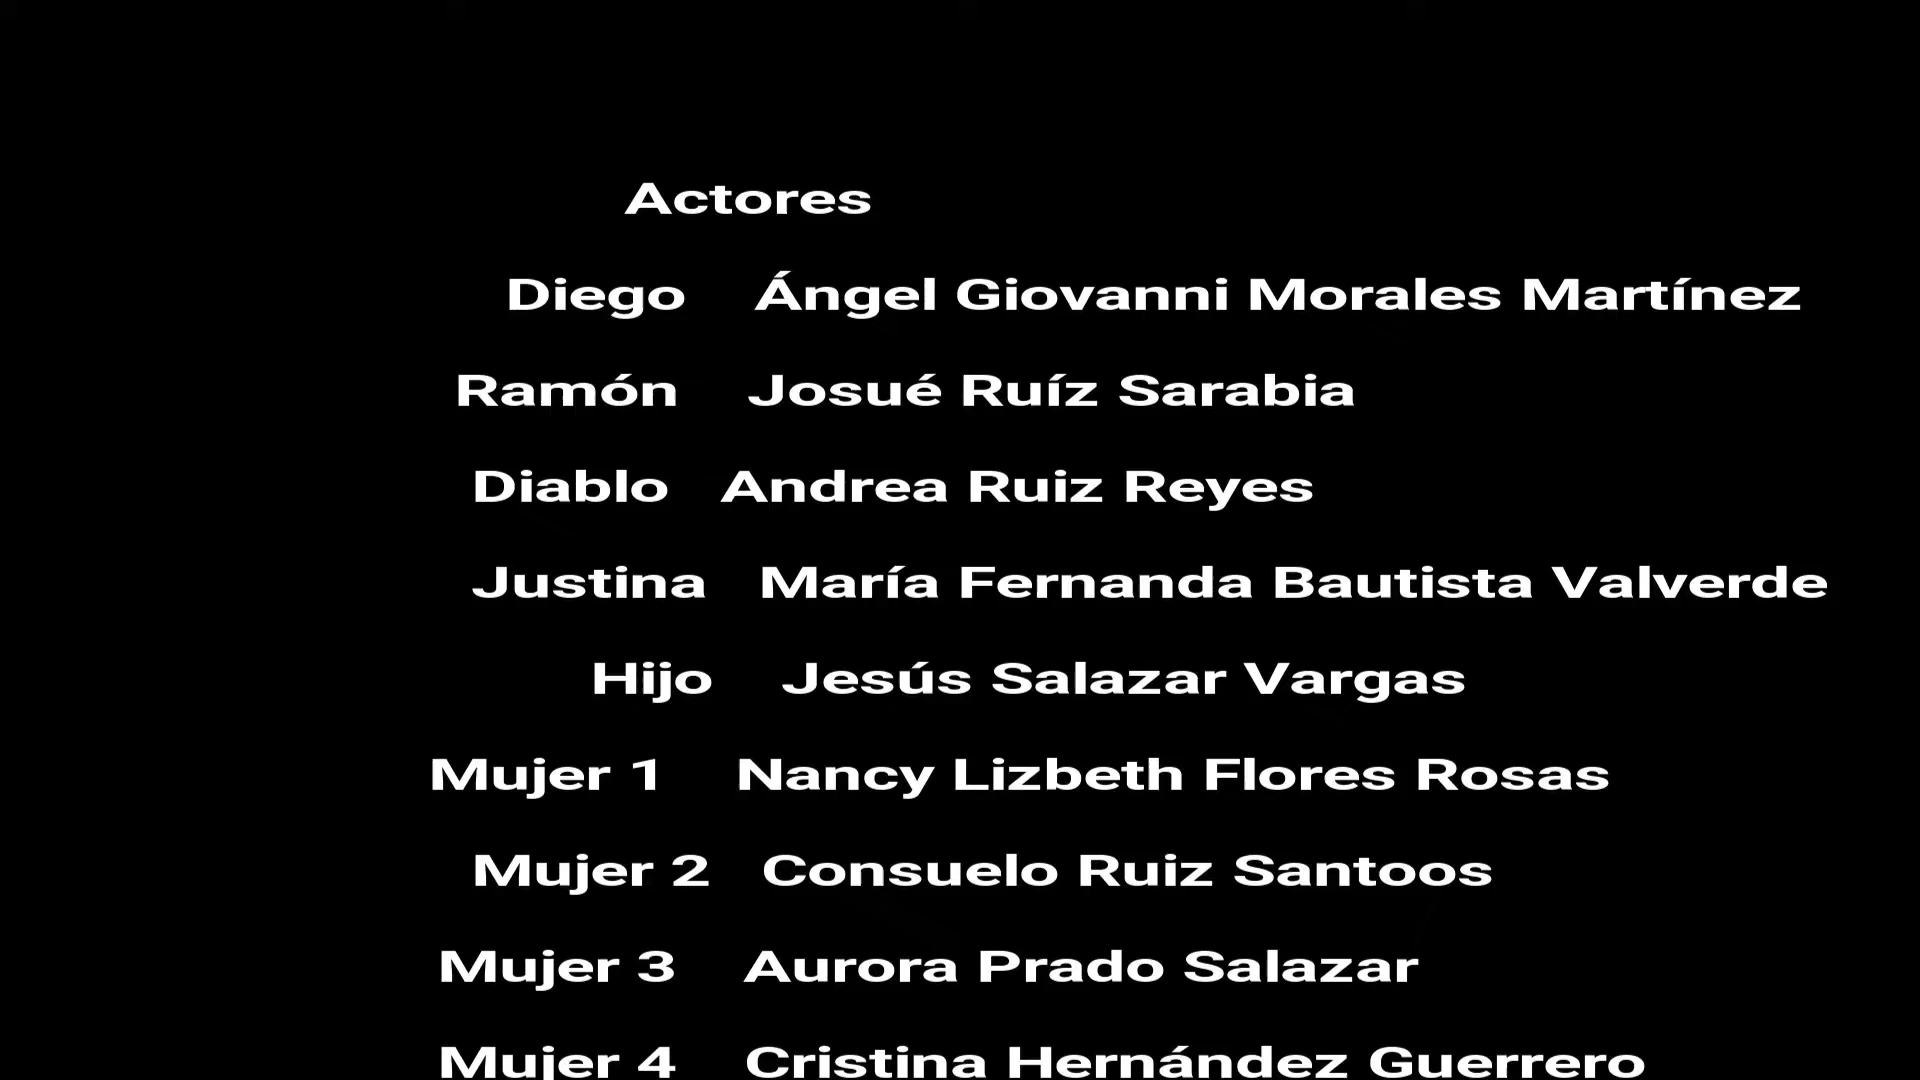 Actores
Diego Ángel Giovanni Morales Martínez
Ramón Josué Ruíz Sarabia
Diablo Andrea Ruiz Reyes
Justina María Fernanda Bautista Valverde
Hijo Jesús Salazar Vargas
Mujer 1 Nancy Lizbeth Flores Rosas
Mujer 2 Consuelo Ruiz Santoos
Mujer 3 Aurora Prado Salazar
Mujer 4 Cristina Hernández Guerrero